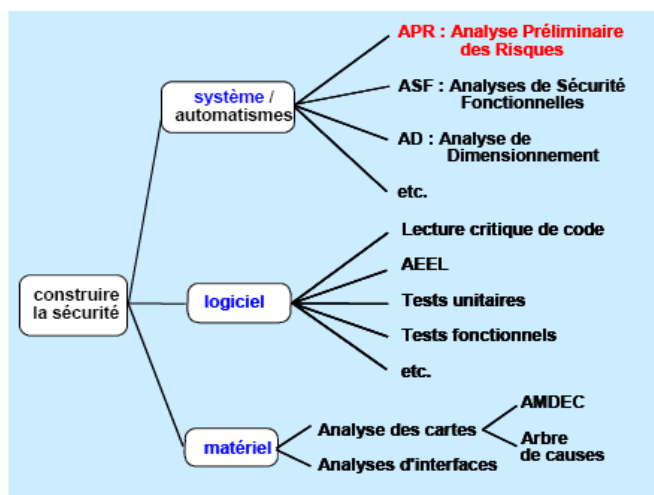 APR : Analyse Préliminaire
des Risques
système /
automatismes
ASF : Analyses de Sécurité
Fonctionnelles
AD : Analyse de
Dimensionnement
etc.
construire
la sécurité
logiciel
Lecture critique de code
AEEL
Tests unitaires
Tests fonctionnels
etc.
matériel
Analyse des cartes
AMDEC
Arbre
de causes
Analyses d'interfaces